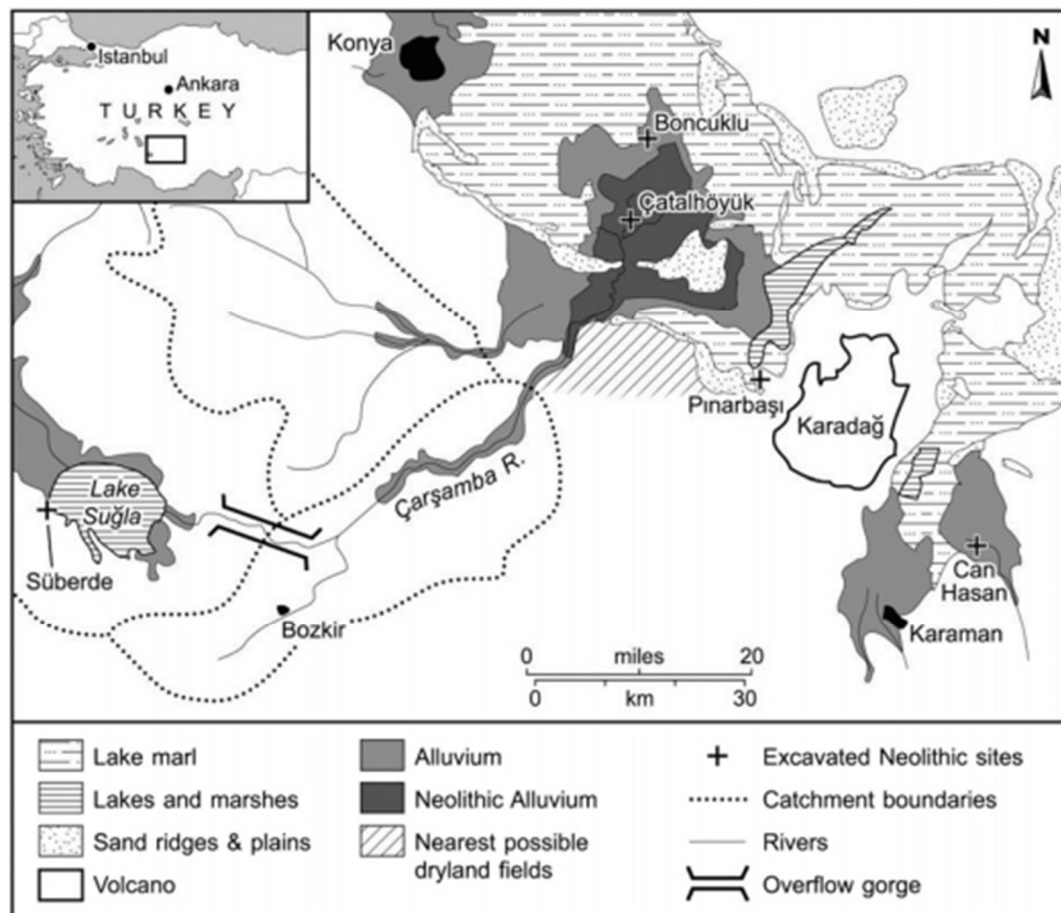 Istanbul
Ankara
TURKEY
Konya
N
Boncuklu
Çatalhöyük
Pınarbaşı
Karadağ
Çarşamba R.
Lake
Suğla
Süberde
Bozkir
Can
Hasan
Karaman
0 miles 20
0 km 30
Lake marl
Lakes and marshes
Sand ridges & plains
Volcano
Alluvium
Neolithic Alluvium
Nearest possible
dryland fields
Excavated Neolithic sites
Catchment boundaries
Rivers
Overflow gorge